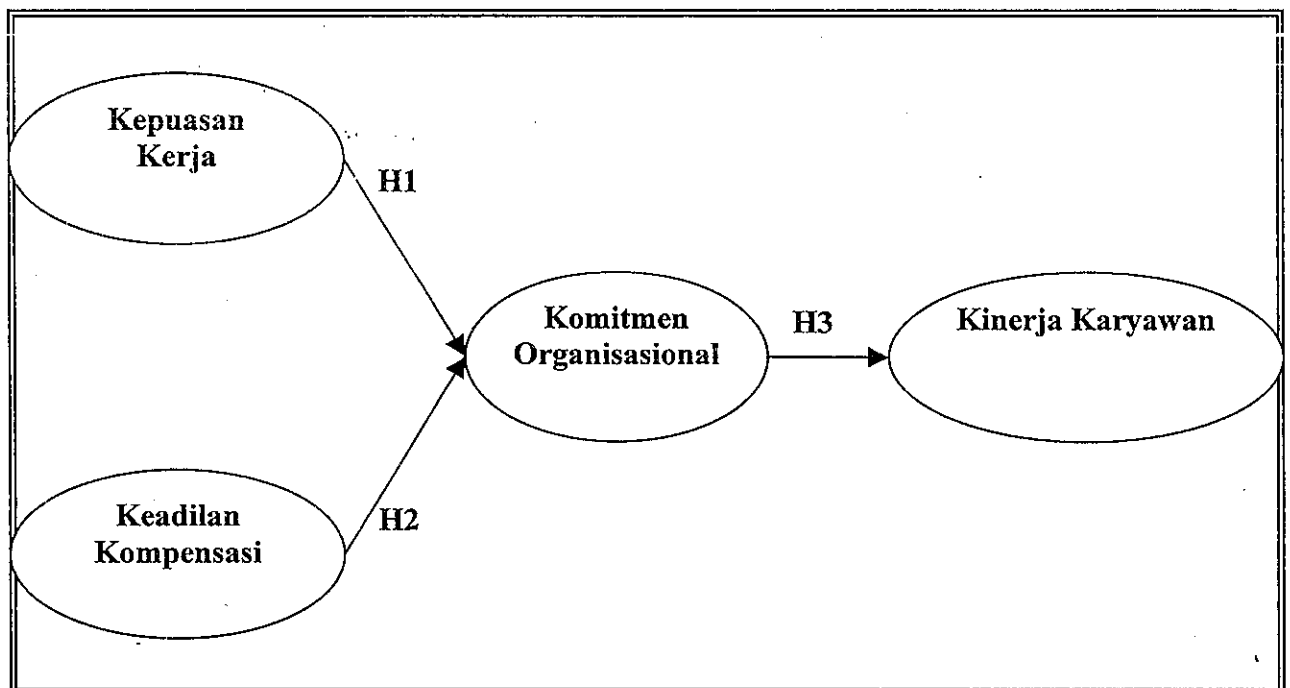 Kepuasan
Kerja
H1
Komitmen
Organisasional
H3
Kinerja Karyawan
Keadilan
Kompensasi
H2